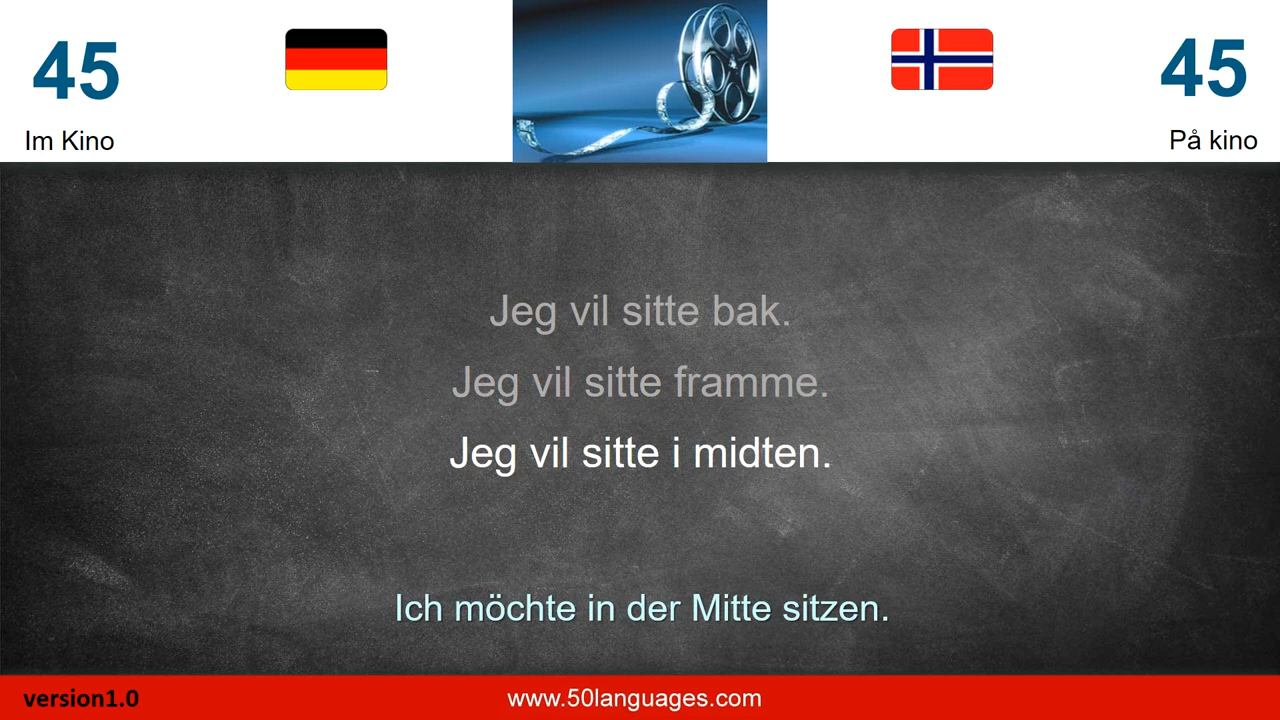 45
45
Im Kino
På kino
Jeg vil sitte bak.
Jeg vil sitte framme.
Jeg vil sitte i midten.
Ich möchte in der Mitte sitzen.
version1.0
www.50languages.com